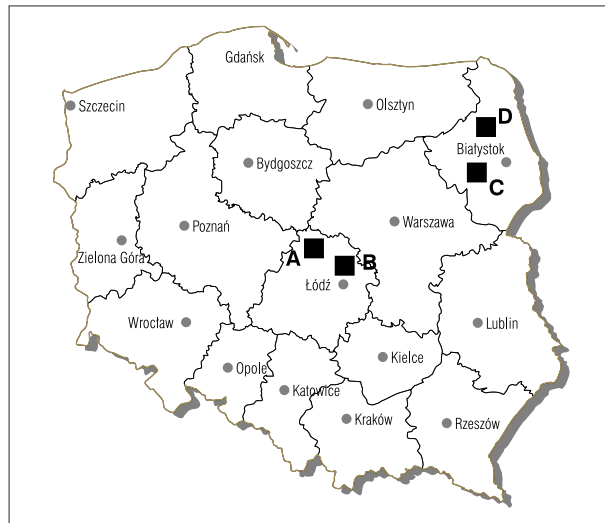 Gdańsk
Szczecin
Olsztyn
D
Białystok
Bydgoszcz
C
Poznań
Warszawa
Zielona Góra
A
B
Łódź
Wrocław
Lublin
Kielce
Opole
Katowice
Kraków
Rzeszów